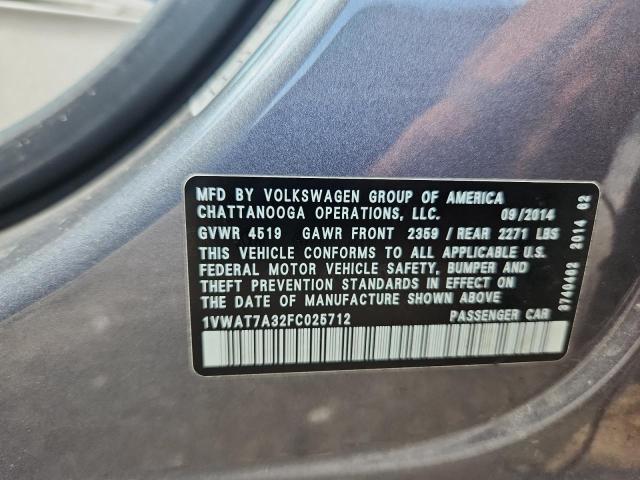 MFD BY VOLKSWAGEN GROUP OF AMERICA
CHATTANOOGA OPERATIONS, LLC. 09/2014
GVWR 4519 GAWR FRONT 2359 / REAR 2271 LBS
THIS VEHICLE CONFORMS TO ALL APPLICABLE U.S.
FEDERAL MOTOR VEHICLE SAFETY, BUMPER AND
THEFT PREVENTION STANDARDS IN EFFECT ON
THE DATE OF MANUFACTURE SHOWN ABOVE
1VWAT7A32FC025712 PASSENGER CAR
3740402 2014 G2